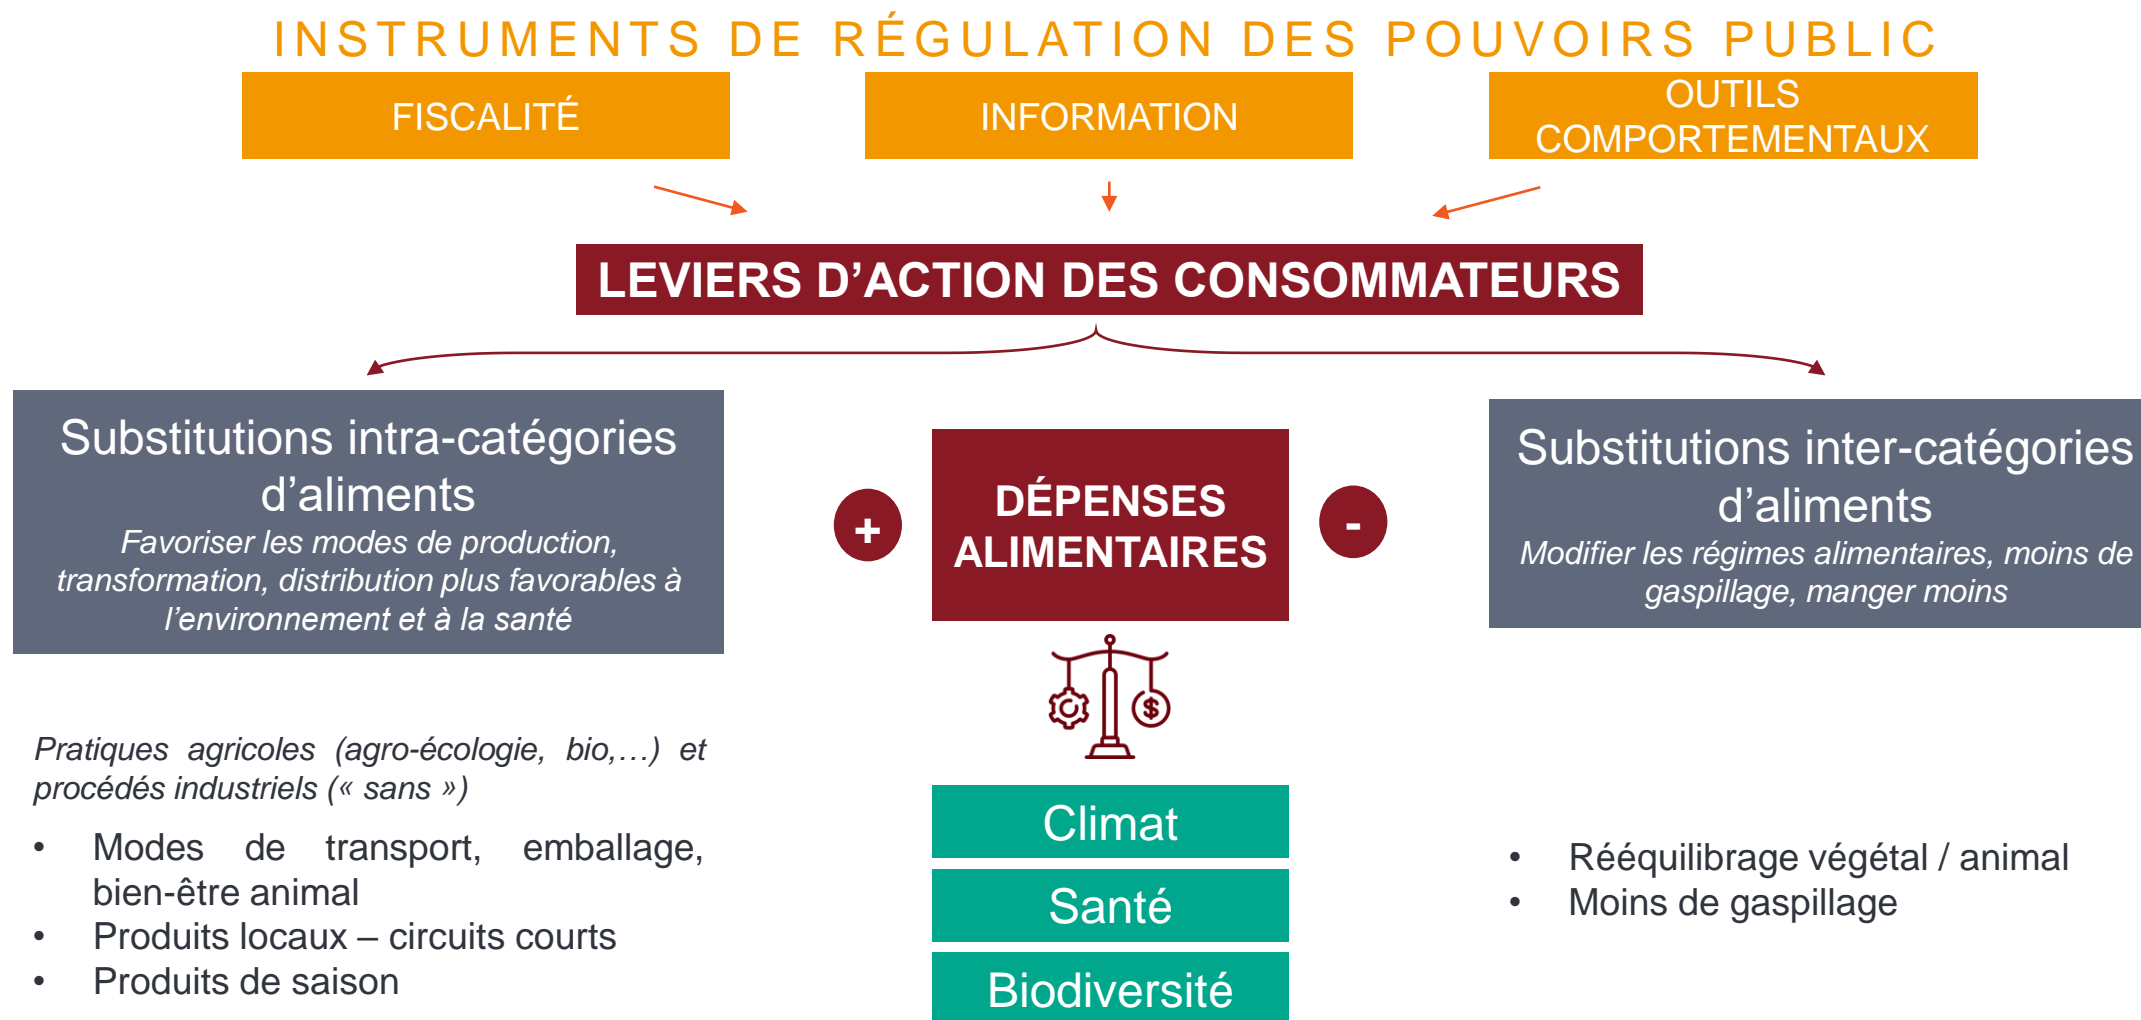 INSTRUMENTS DE RÉGULATION DES POUVOIRS PUBLIC
FISCALITÉ
INFORMATION
OUTILS
COMPORTEMENTAUX
LEVIERS D’ACTION DES CONSOMMATEURS
Substitutions intra-catégories
d’aliments
Favoriser les modes de production,
transformation, distribution plus favorables à
l’environnement et à la santé
+
DÉPENSES
ALIMENTAIRES
-
Substitutions inter-catégories
d’aliments
Modifier les régimes alimentaires, moins de
gaspillage, manger moins
$
Pratiques agricoles (agro-écologie, bio,…) et
procédés industriels (« sans »)
• Modes de transport, emballage,
bien-être animal
• Produits locaux – circuits courts
• Produits de saison
Climat
Santé
Biodiversité
• Rééquilibrage végétal / animal
• Moins de gaspillage